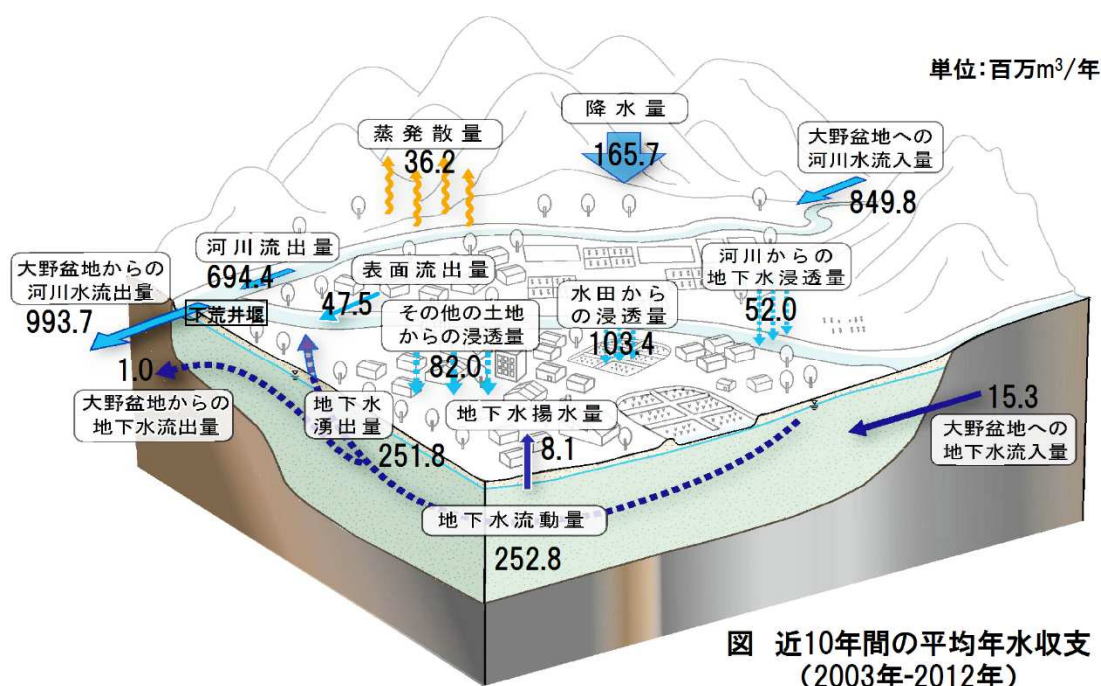 単位:百万m³/年
降水量
165.7
蒸発散量
36.2
大野盆地への
河川水流入量
849.8
河川流出量
694.4
大野盆地からの
河川水流出量
993.7
下荒井堰
表面流出量
47.5
その他の土地
からの浸透量
82.0
水田から
の浸透量
103.4
河川からの
地下水浸透量
52.0
1.0
大野盆地からの
地下水流出量
地下水
湧出量
251.8
地下水揚水量
8.1
15.3
大野盆地への
地下水流入量
地下水流動量
252.8
図 近10年間の平均年水収支
(2003年-2012年)